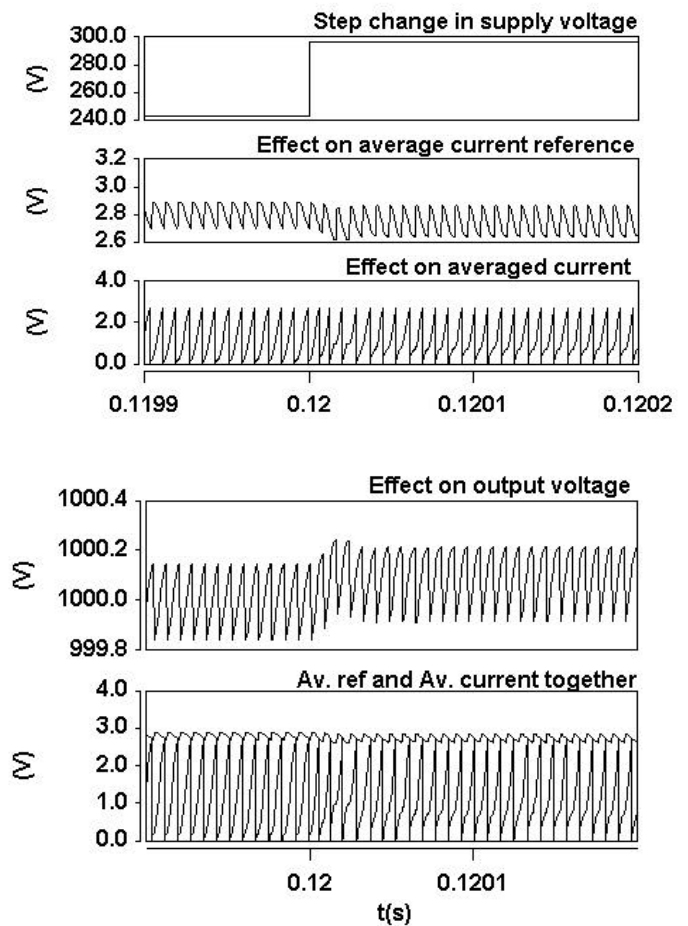 Step change in supply voltage
300.0
280.0
260.0
240.0
(V)
Effect on average current reference
3.2
3.0
2.8
2.6
(V)
Effect on averaged current
4.0
2.0
0.0
(V)
0.1199 0.12 0.1201 0.1202
Effect on output voltage
1000.4
1000.2
1000.0
999.8
(V)
Av. ref and Av. current together
4.0
3.0
2.0
1.0
0.0
(V)
0.12 0.1201
t(s)